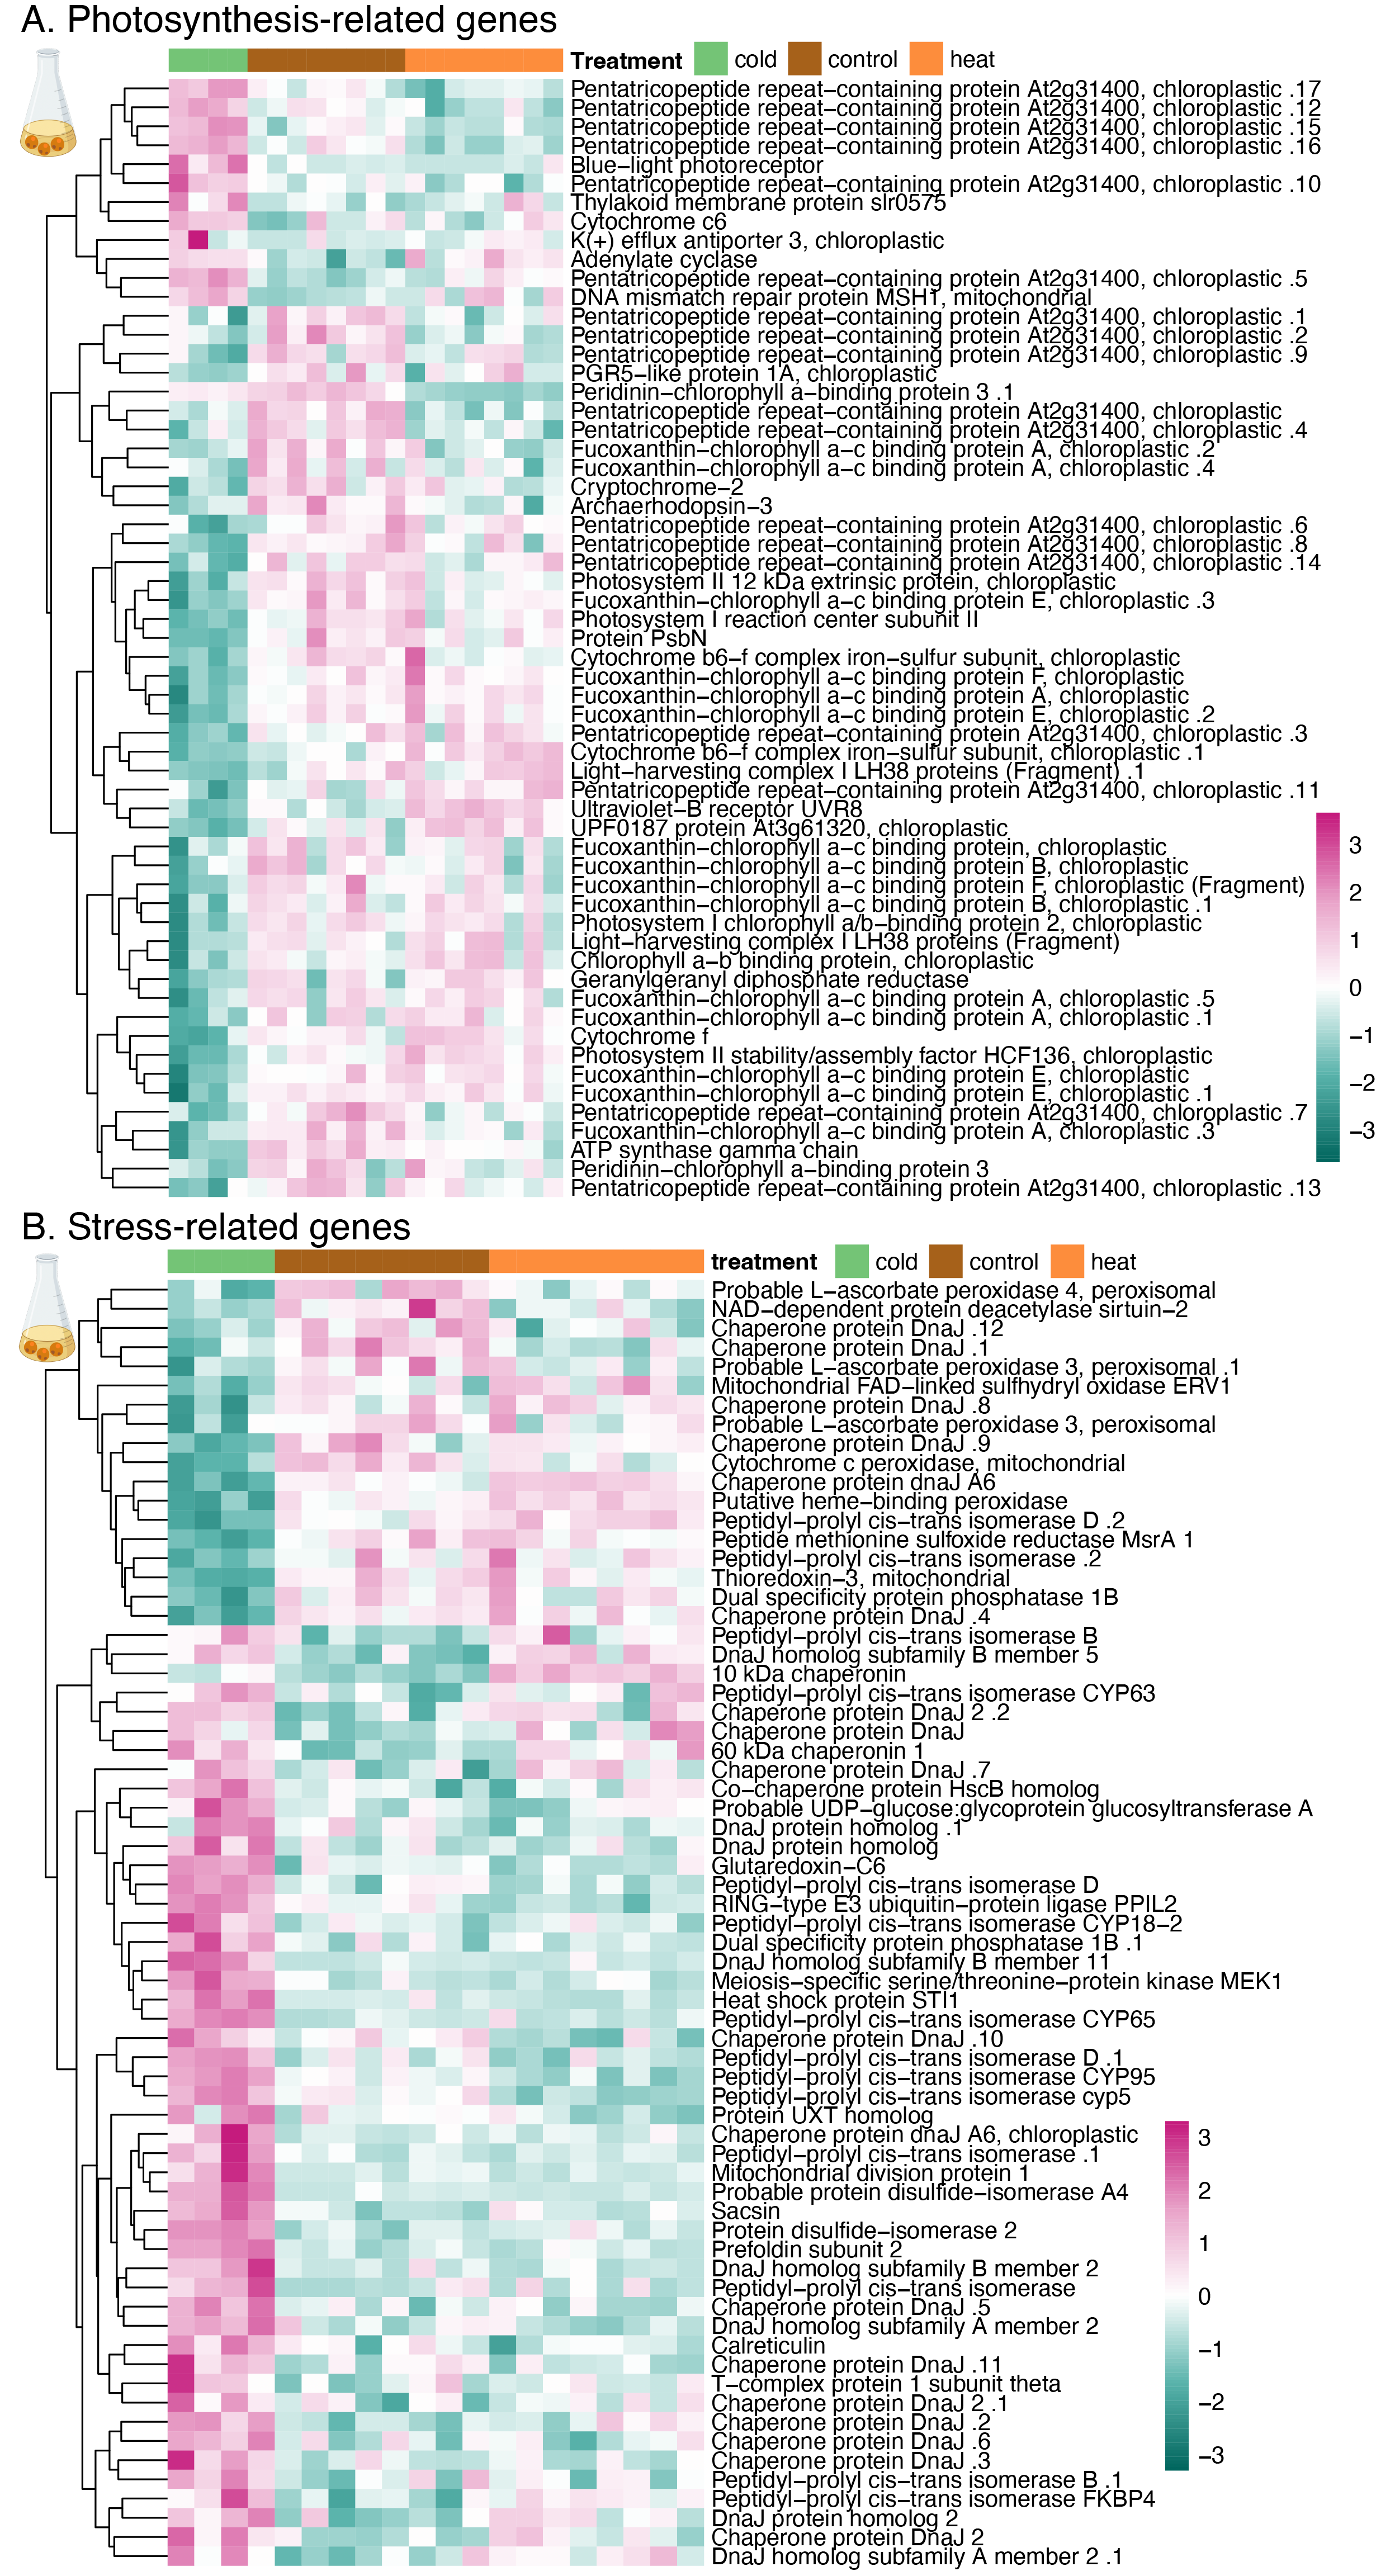 A. Photosynthesis-related genes
Treatment cold control heat
Pentatricopeptide repeat−containing protein At2g31400, chloroplastic .17
Pentatricopeptide repeat−containing protein At2g31400, chloroplastic .12
Pentatricopeptide repeat−containing protein At2g31400, chloroplastic .15
Pentatricopeptide repeat−containing protein At2g31400, chloroplastic .16
Blue−light photoreceptor
Pentatricopeptide repeat−containing protein At2g31400, chloroplastic .10
Thylakoid membrane protein slr0575
Cytochrome c6
K(+) efflux antiporter 3, chloroplastic
Adenylate cyclase
Pentatricopeptide repeat−containing protein At2g31400, chloroplastic .5
DNA mismatch repair protein MSH1, mitochondrial
Pentatricopeptide repeat−containing protein At2g31400, chloroplastic .1
Pentatricopeptide repeat−containing protein At2g31400, chloroplastic .2
Pentatricopeptide repeat−containing protein At2g31400, chloroplastic .9
PGR5−like protein 1A, chloroplastic
Peridinin−chlorophyll a−binding protein 3 .1
Pentatricopeptide repeat−containing protein At2g31400, chloroplastic
Pentatricopeptide repeat−containing protein At2g31400, chloroplastic .4
Fucoxanthin−chlorophyll a−c binding protein A, chloroplastic .2
Fucoxanthin−chlorophyll a−c binding protein A, chloroplastic .4
Cryptochrome−2
Archaerhodopsin−3
Pentatricopeptide repeat−containing protein At2g31400, chloroplastic .6
Pentatricopeptide repeat−containing protein At2g31400, chloroplastic .8
Pentatricopeptide repeat−containing protein At2g31400, chloroplastic .14
Photosystem II 12 kDa extrinsic protein, chloroplastic
Fucoxanthin−chlorophyll a−c binding protein E, chloroplastic .3
Photosystem I reaction center subunit II
Protein PsbN
Cytochrome b6−f complex iron−sulfur subunit, chloroplastic
Fucoxanthin−chlorophyll a−c binding protein F, chloroplastic
Fucoxanthin−chlorophyll a−c binding protein A, chloroplastic
Fucoxanthin−chlorophyll a−c binding protein E, chloroplastic .2
Pentatricopeptide repeat−containing protein At2g31400, chloroplastic .3
Cytochrome b6−f complex iron−sulfur subunit, chloroplastic .1
Light−harvesting complex I LH38 proteins (Fragment) .1
Pentatricopeptide repeat−containing protein At2g31400, chloroplastic .11
Ultraviolet−B receptor UVR8
UPF0187 protein At3g61320, chloroplastic
Fucoxanthin−chlorophyll a−c binding protein, chloroplastic
Fucoxanthin−chlorophyll a−c binding protein B, chloroplastic
Fucoxanthin−chlorophyll a−c binding protein F, chloroplastic (Fragment)
Fucoxanthin−chlorophyll a−c binding protein B, chloroplastic .1
Photosystem I chlorophyll a/b−binding protein 2, chloroplastic
Light−harvesting complex I LH38 proteins (Fragment)
Chlorophyll a−b binding protein, chloroplastic
Geranylgeranyl diphosphate reductase
Fucoxanthin−chlorophyll a−c binding protein A, chloroplastic .5
Fucoxanthin−chlorophyll a−c binding protein A, chloroplastic .1
Cytochrome f
Photosystem II stability/assembly factor HCF136, chloroplastic
Fucoxanthin−chlorophyll a−c binding protein E, chloroplastic
Fucoxanthin−chlorophyll a−c binding protein E, chloroplastic .1
Pentatricopeptide repeat−containing protein At2g31400, chloroplastic .7
Fucoxanthin−chlorophyll a−c binding protein A, chloroplastic .3
ATP synthase gamma chain
Peridinin−chlorophyll a−binding protein 3
Pentatricopeptide repeat−containing protein At2g31400, chloroplastic .13
3
2
1
0
−1
−2
−3
B. Stress-related genes
treatment cold control heat
Probable L−ascorbate peroxidase 4, peroxisomal
NAD−dependent protein deacetylase sirtuin−2
Chaperone protein DnaJ .12
Chaperone protein DnaJ .1
Probable L−ascorbate peroxidase 3, peroxisomal .1
Mitochondrial FAD−linked sulfhydryl oxidase ERV1
Chaperone protein DnaJ .8
Probable L−ascorbate peroxidase 3, peroxisomal
Chaperone protein DnaJ .9
Cytochrome c peroxidase, mitochondrial
Chaperone protein dnaJ A6
Putative heme−binding peroxidase
Peptidyl−prolyl cis−trans isomerase D .2
Peptide methionine sulfoxide reductase MsrA 1
Peptidyl−prolyl cis−trans isomerase .2
Thioredoxin−3, mitochondrial
Dual specificity protein phosphatase 1B
Chaperone protein DnaJ .4
Peptidyl−prolyl cis−trans isomerase B
DnaJ homolog subfamily B member 5
10 kDa chaperonin
Peptidyl−prolyl cis−trans isomerase CYP63
Chaperone protein DnaJ 2 .2
Chaperone protein DnaJ
60 kDa chaperonin 1
Chaperone protein DnaJ .7
Co−chaperone protein HscB homolog
Probable UDP−glucose:glycoprotein glucosyltransferase A
DnaJ protein homolog .1
DnaJ protein homolog
Glutaredoxin−C6
Peptidyl−prolyl cis−trans isomerase D
RING−type E3 ubiquitin−protein ligase PPIL2
Peptidyl−prolyl cis−trans isomerase CYP18−2
Dual specificity protein phosphatase 1B .1
DnaJ homolog subfamily B member 11
Meiosis−specific serine/threonine−protein kinase MEK1
Heat shock protein STI1
Peptidyl−prolyl cis−trans isomerase CYP65
Chaperone protein DnaJ .10
Peptidyl−prolyl cis−trans isomerase D .1
Peptidyl−prolyl cis−trans isomerase CYP95
Peptidyl−prolyl cis−trans isomerase cyp5
Protein UXT homolog
Chaperone protein dnaJ A6, chloroplastic
Peptidyl−prolyl cis−trans isomerase .1
Mitochondrial division protein 1
Probable protein disulfide−isomerase A4
Sacsin
Protein disulfide−isomerase 2
Prefoldin subunit 2
DnaJ homolog subfamily B member 2
Peptidyl−prolyl cis−trans isomerase
Chaperone protein DnaJ .5
DnaJ homolog subfamily A member 2
Calreticulin
Chaperone protein DnaJ .11
T−complex protein 1 subunit theta
Chaperone protein DnaJ 2 .1
Chaperone protein DnaJ .2
Chaperone protein DnaJ .6
Chaperone protein DnaJ .3
Peptidyl−prolyl cis−trans isomerase B .1
Peptidyl−prolyl cis−trans isomerase FKBP4
DnaJ protein homolog 2
Chaperone protein DnaJ 2
DnaJ homolog subfamily A member 2 .1
3
2
1
0
−1
−2
−3